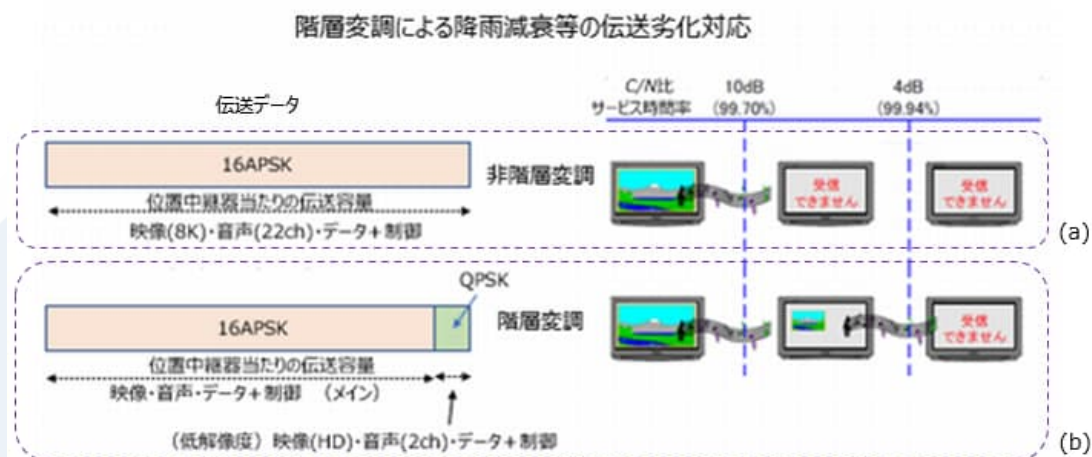 階層変調による降雨減衰等の伝送劣化対応
伝送データ
C/N比 10dB 4dB
サービス時間率 (99.70%) (99.94%)
16APSK
非階層変調
受信
できません
受信
できません
位置中継器当たりの伝送容量
映像(8K)・音声(22ch)・データ+制御
(a)
QPSK
16APSK
階層変調
受信
できません
位置中継器当たりの伝送容量
映像・音声・データ+制御 (メイン)
(低解像度) 映像(HD)・音声(2ch)・データ+制御
(b)